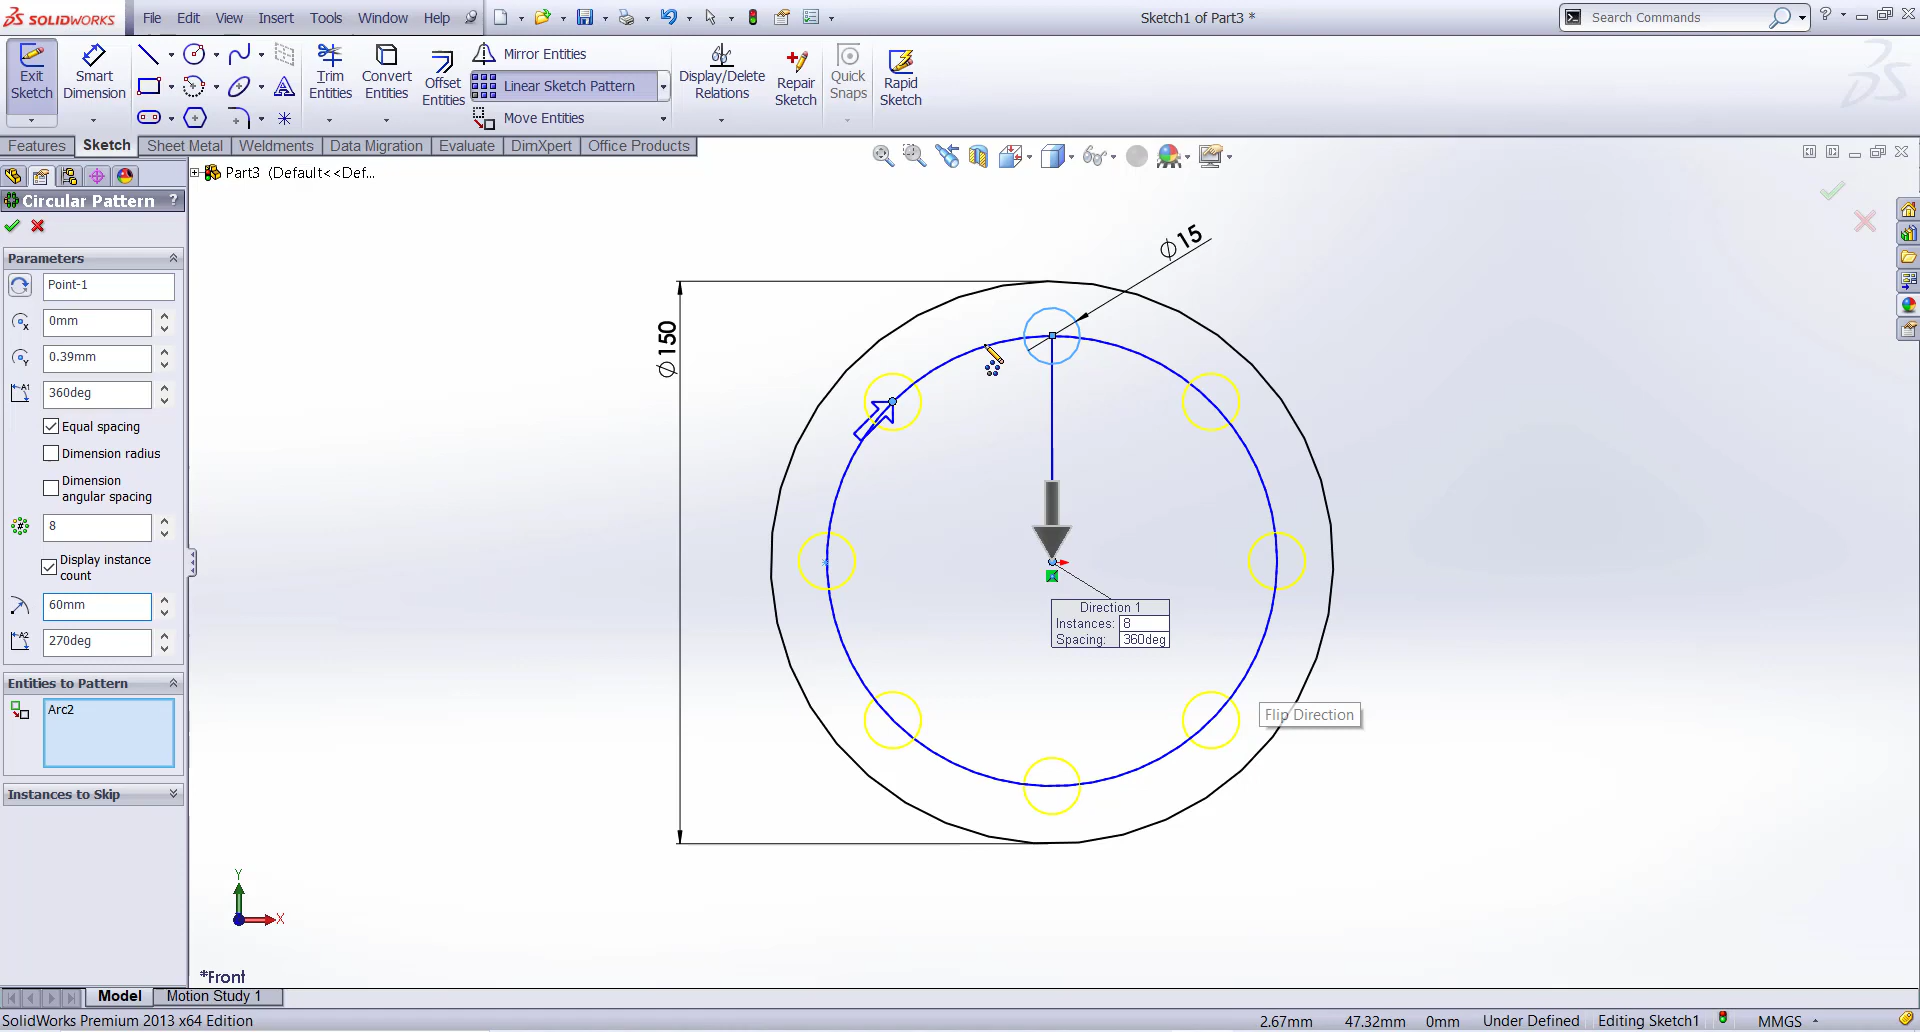 SOLIDWORKS
File Edit View Insert Tools Window Help
Sketch1 of Part3 *
Search Commands
?
Exit Sketch
Smart Dimension
Trim Entities
Convert Entities
Offset Entities
Mirror Entities
Linear Sketch Pattern
Move Entities
Display/Delete Relations
Repair Sketch
Quick Snaps
Rapid Sketch
Features Sketch Sheet Metal Weldments Data Migration Evaluate DimXpert Office Products
Part3 (Default<<Def...
Circular Pattern ?
Parameters
Point-1
0mm
0.39mm
360deg
Equal spacing
Dimension radius
Dimension
angular spacing
8
Display instance
count
60mm
270deg
Entities to Pattern
Arc2
Instances to Skip
∅15
∅150
Direction 1
Instances: 8
Spacing: 360deg
Flip Direction
Y
X
*Front
Model Motion Study 1
SolidWorks Premium 2013 x64 Edition
2.67mm 47.32mm 0mm Under Defined Editing Sketch1 MMGS